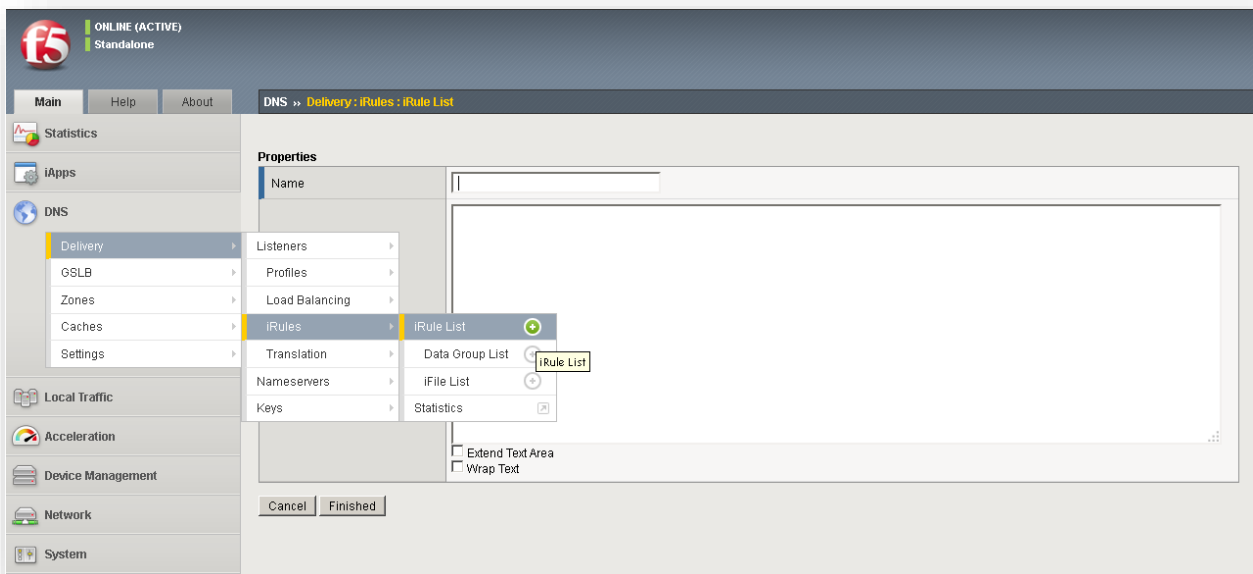 f5
ONLINE (ACTIVE)
Standalone
Main Help About
DNS ›› Delivery : iRules : iRule List
Statistics
iApps
DNS
Delivery
GSLB
Zones
Caches
Settings
Listeners
Profiles
Load Balancing
iRules
Translation
Nameservers
Keys
iRule List
Data Group List
iFile List
Statistics
iRule List
Local Traffic
Acceleration
Device Management
Network
System
Properties
Name
Extend Text Area
Wrap Text
Cancel Finished